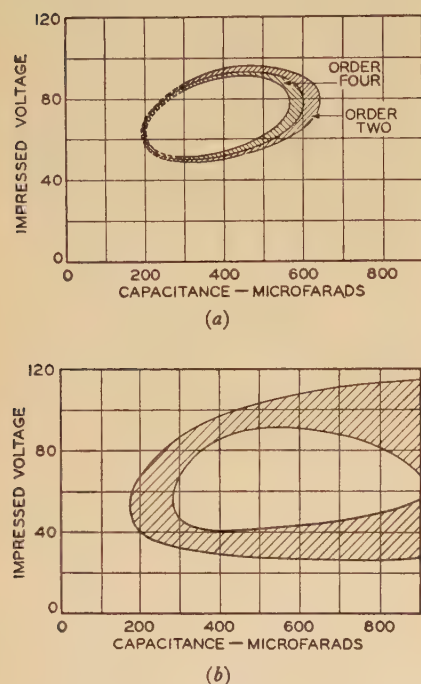 120
80
40
0
IMPRESSED VOLTAGE
ORDER
FOUR
ORDER
TWO
0 200 400 600 800
CAPACITANCE — MICROFARADS
(a)
120
80
40
0
IMPRESSED VOLTAGE
0 200 400 600 800
CAPACITANCE — MICROFARADS
(b)